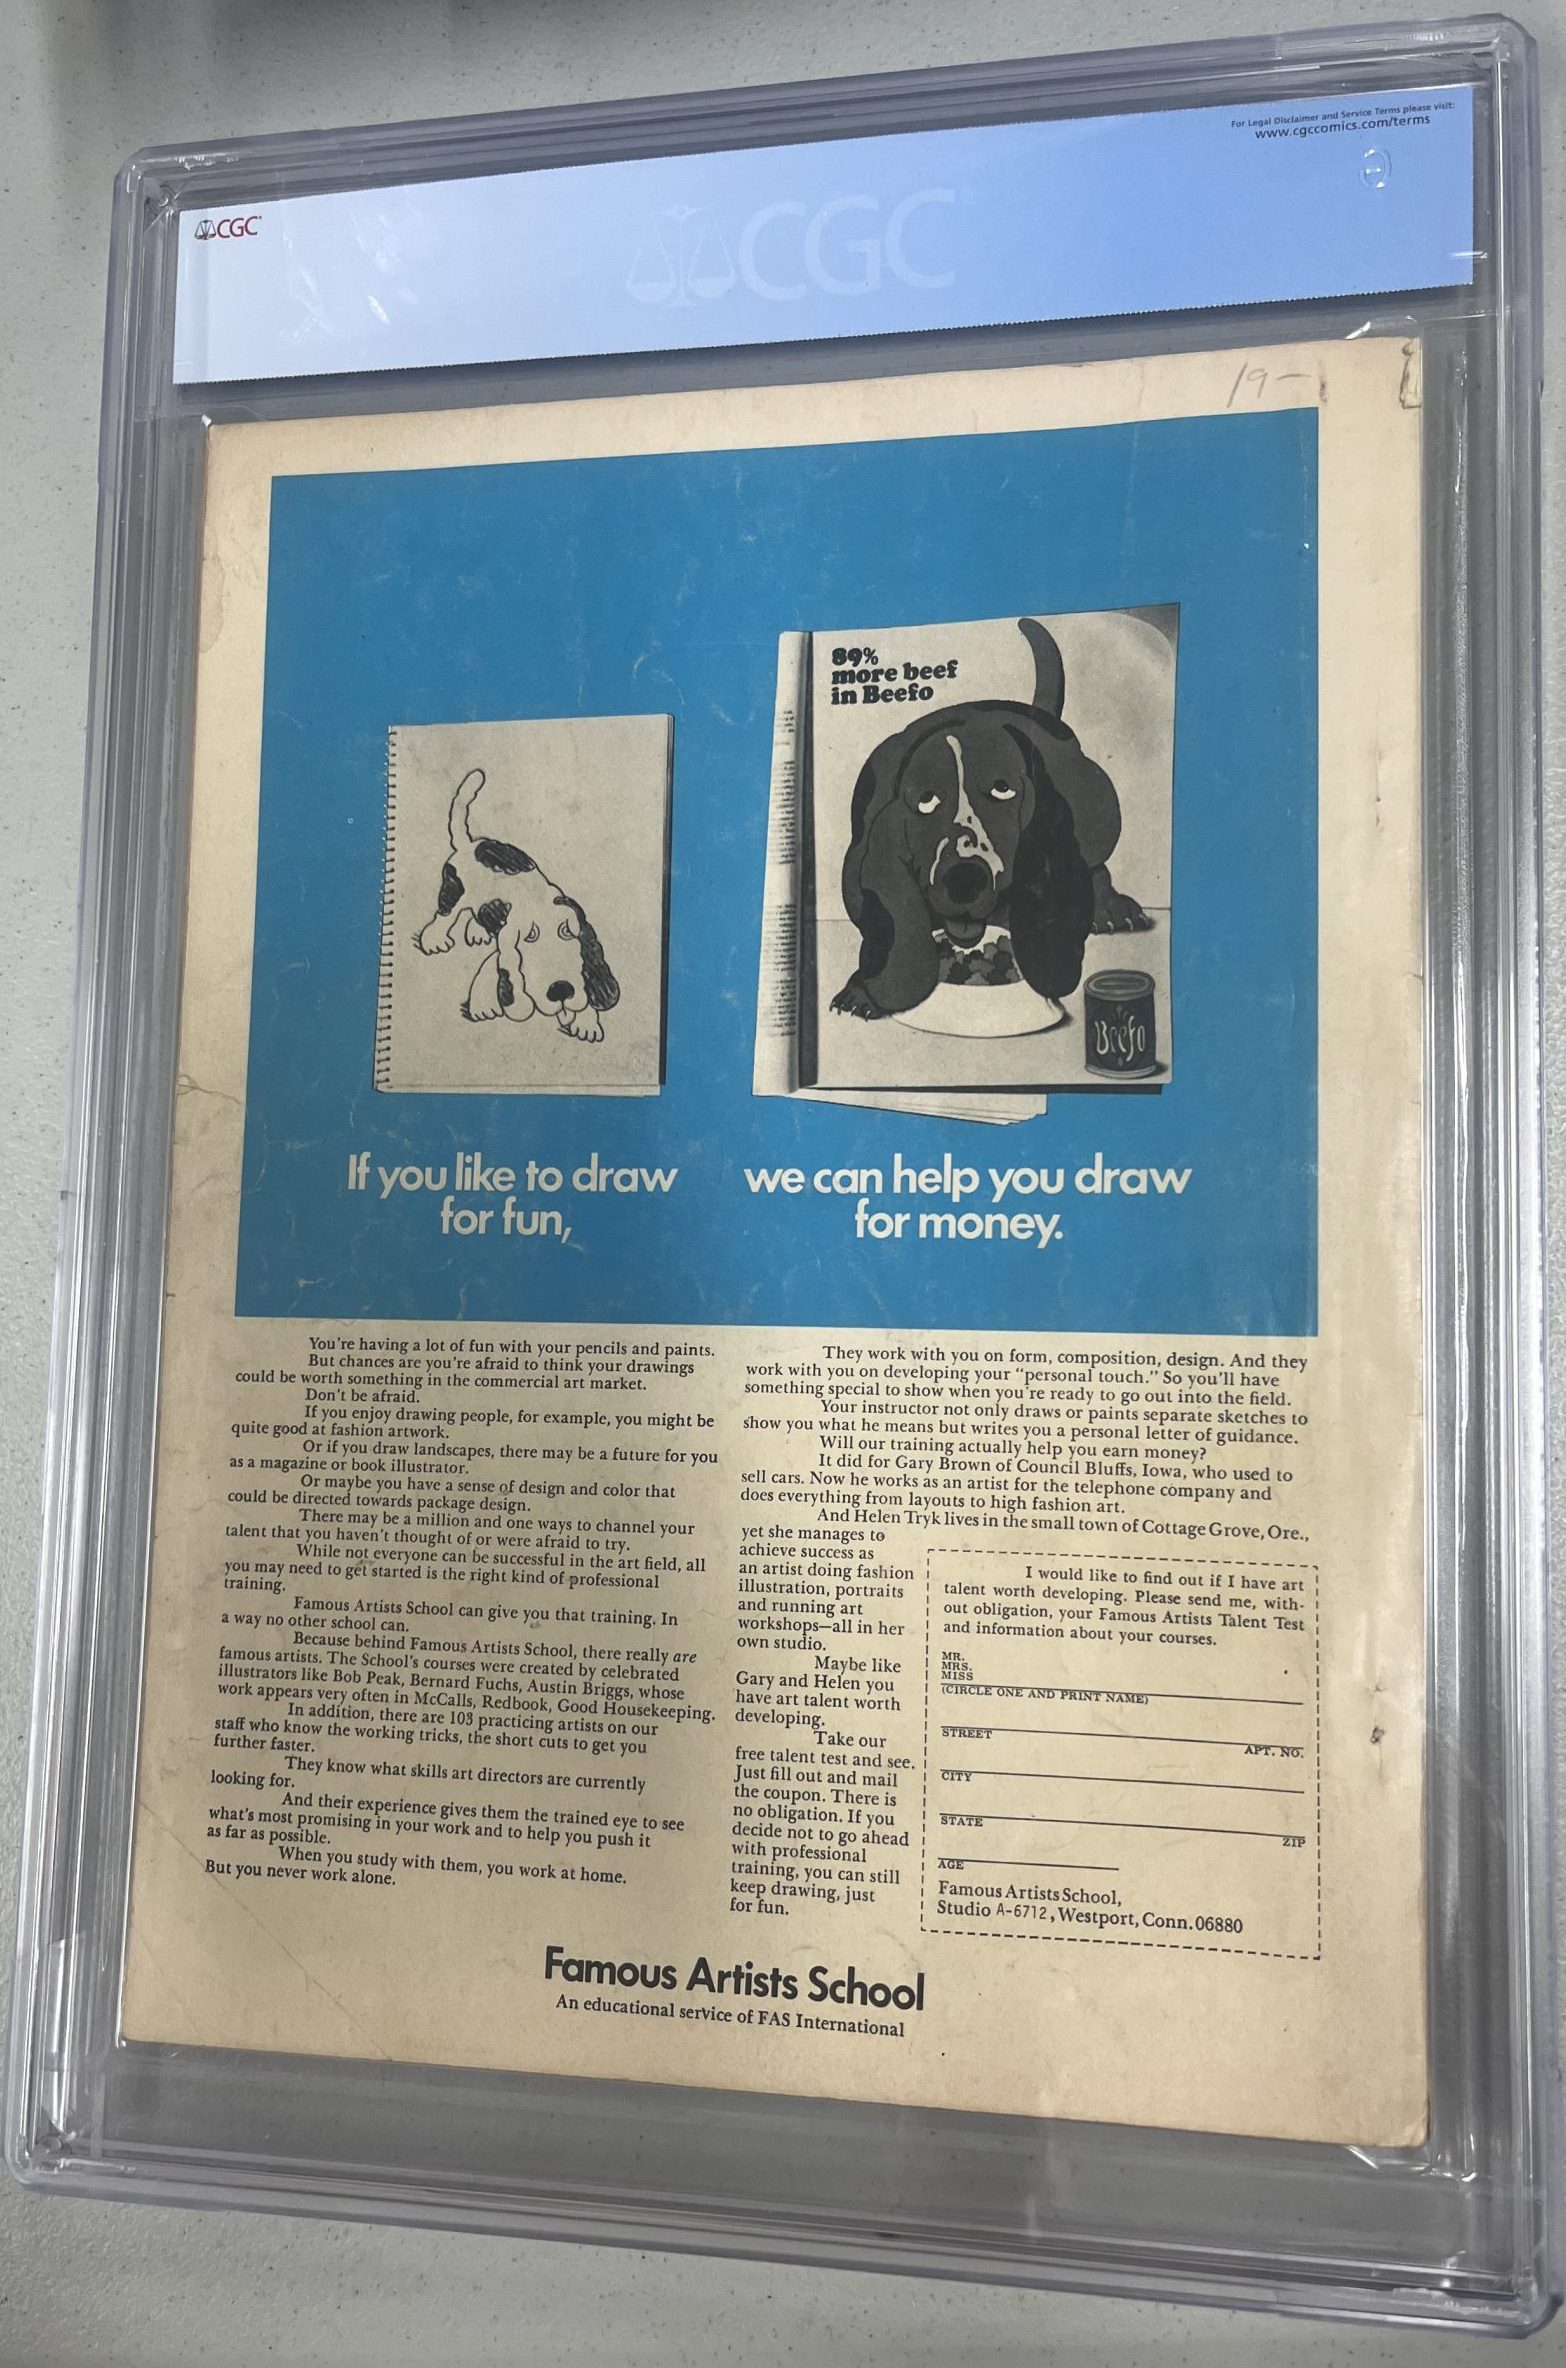 For Legal Disclaimer and Service Terms please visit:
www.cgccomics.com/terms
CGC
CGC
19-
89%
more beef
in Beefo
Beefo
If you like to draw
for fun,
we can help you draw
for money.
You're having a lot of fun with your pencils and paints.
But chances are you're afraid to think your drawings
could be worth something in the commercial art market.
Don't be afraid.
If you enjoy drawing people, for example, you might be
quite good at fashion artwork.
Or if you draw landscapes, there may be a future for you
as a magazine or book illustrator.
Or maybe you have a sense of design and color that
could be directed towards package design.
There may be a million and one ways to channel your
talent that you haven't thought of or were afraid to try.
While not everyone can be successful in the art field, all
you may need to get started is the right kind of professional
training.
Famous Artists School can give you that training. In
a way no other school can.
Because behind Famous Artists School, there really are
famous artists. The School's courses were created by celebrated
illustrators like Bob Peak, Bernard Fuchs, Austin Briggs, whose
work appears very often in McCalls, Redbook, Good Housekeeping.
In addition, there are 103 practicing artists on our
staff who know the working tricks, the short cuts to get you
further faster.
They know what skills art directors are currently
looking for.
And their experience gives them the trained eye to see
what's most promising in your work and to help you push it
as far as possible.
When you study with them, you work at home.
But you never work alone.
They work with you on form, composition, design. And they
work with you on developing your "personal touch." So you'll have
something special to show when you're ready to go out into the field.
Your instructor not only draws or paints separate sketches to
show you what he means but writes you a personal letter of guidance.
Will our training actually help you earn money?
It did for Gary Brown of Council Bluffs, Iowa, who used to
sell cars. Now he works as an artist for the telephone company and
does everything from layouts to high fashion art.
And Helen Tryk lives in the small town of Cottage Grove, Ore.,
yet she manages to
achieve success as
an artist doing fashion
illustration, portraits
and running art
workshops—all in her
own studio.
Maybe like
Gary and Helen you
have art talent worth
developing.
Take our
free talent test and see.
Just fill out and mail
the coupon. There is
no obligation. If you
decide not to go ahead
with professional
training, you can still
keep drawing, just
for fun.
I would like to find out if I have art
talent worth developing. Please send me, with-
out obligation, your Famous Artists Talent Test
and information about your courses.
MR.
MRS.
MISS
(CIRCLE ONE AND PRINT NAME)
STREET
APT. NO.
CITY
STATE
ZIP
AGE
Famous Artists School,
Studio A-6712, Westport, Conn. 06880
Famous Artists School
An educational service of FAS International